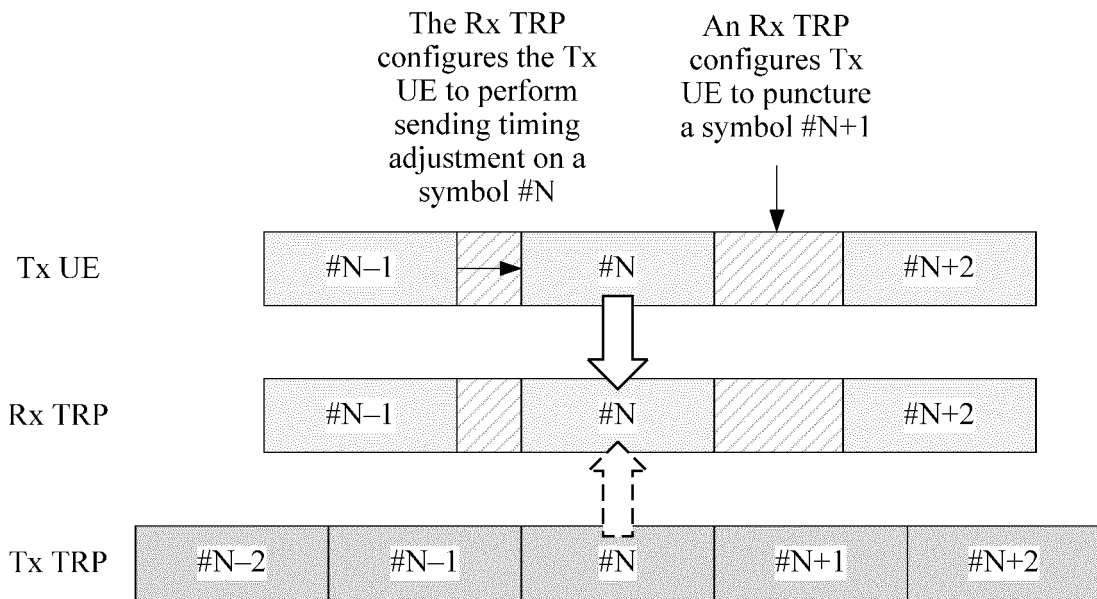 The Rx TRP
configures the Tx
UE to perform
sending timing
adjustment on a
symbol #N
An Rx TRP
configures Tx
UE to puncture
a symbol #N+1
Tx UE
#N–1
#N
#N+2
Rx TRP
#N–1
#N
#N+2
Tx TRP
#N–2
#N–1
#N
#N+1
#N+2